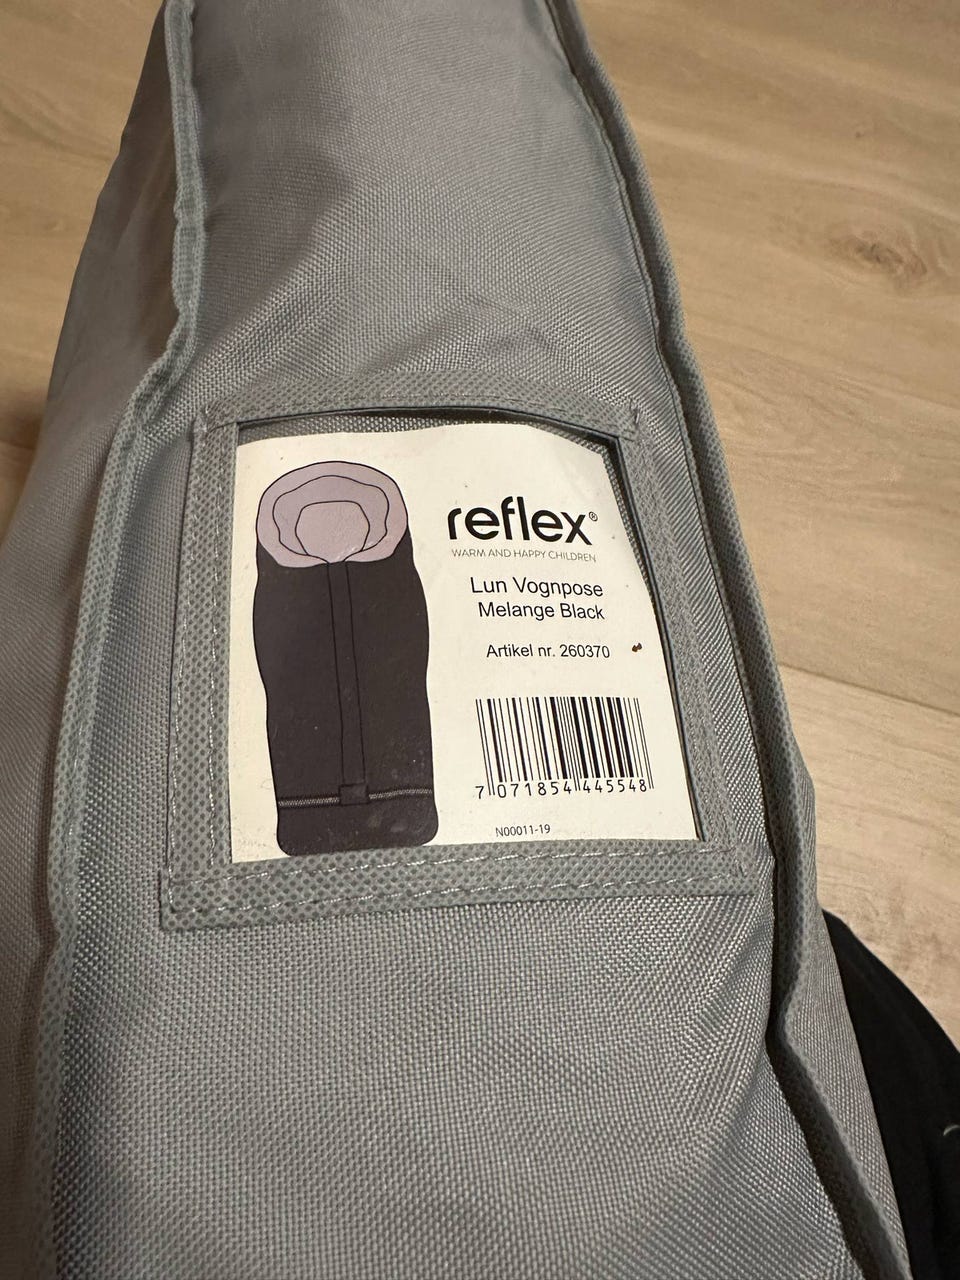 reflex®
WARM AND HAPPY CHILDREN
Lun Vognpose
Melange Black
Artikel nr. 260370
7 071854 445548
N00011-19